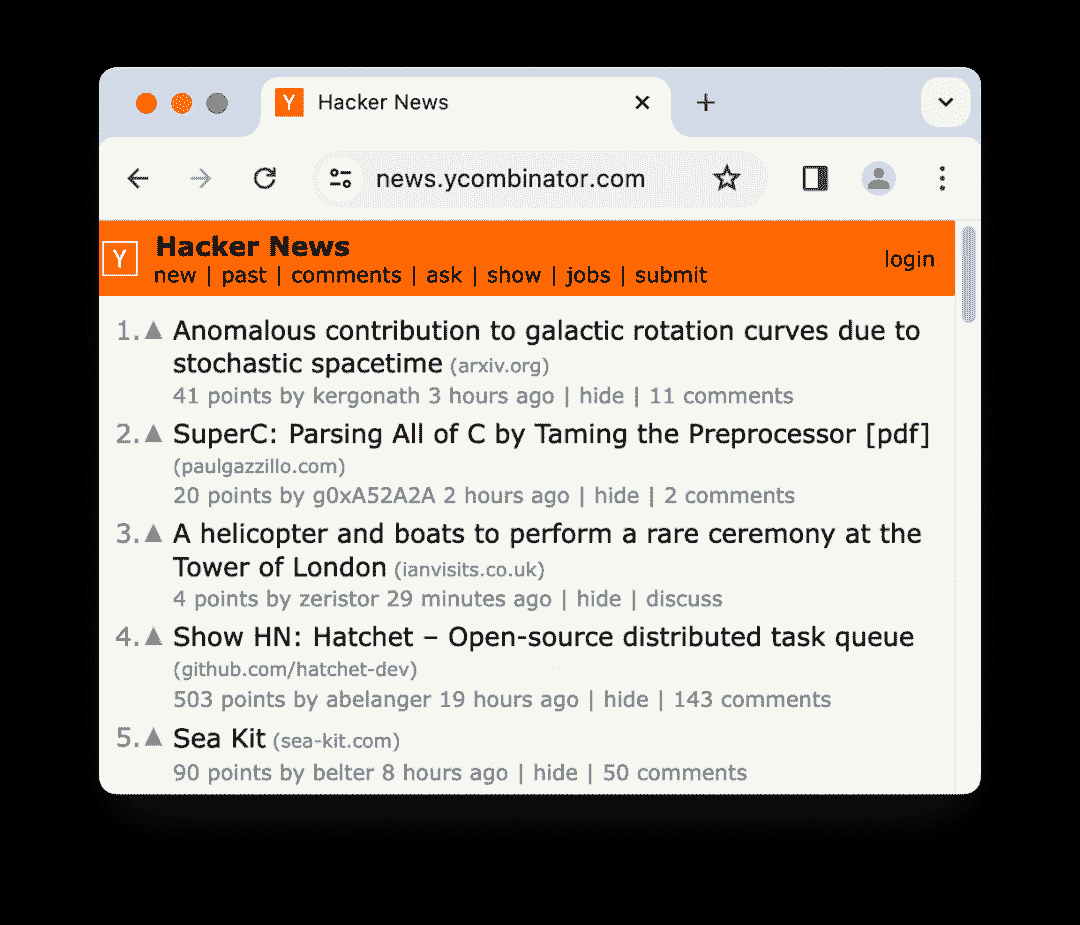 Y Hacker News
news.ycombinator.com
Y Hacker News
new | past | comments | ask | show | jobs | submit
login
1. Anomalous contribution to galactic rotation curves due to
stochastic spacetime (arxiv.org)
41 points by kergonath 3 hours ago | hide | 11 comments
2. SuperC: Parsing All of C by Taming the Preprocessor [pdf]
(paulgazzillo.com)
20 points by g0xA52A2A 2 hours ago | hide | 2 comments
3. A helicopter and boats to perform a rare ceremony at the
Tower of London (ianvisits.co.uk)
4 points by zeristor 29 minutes ago | hide | discuss
4. Show HN: Hatchet – Open-source distributed task queue
(github.com/hatchet-dev)
503 points by abelanger 19 hours ago | hide | 143 comments
5. Sea Kit (sea-kit.com)
90 points by belter 8 hours ago | hide | 50 comments